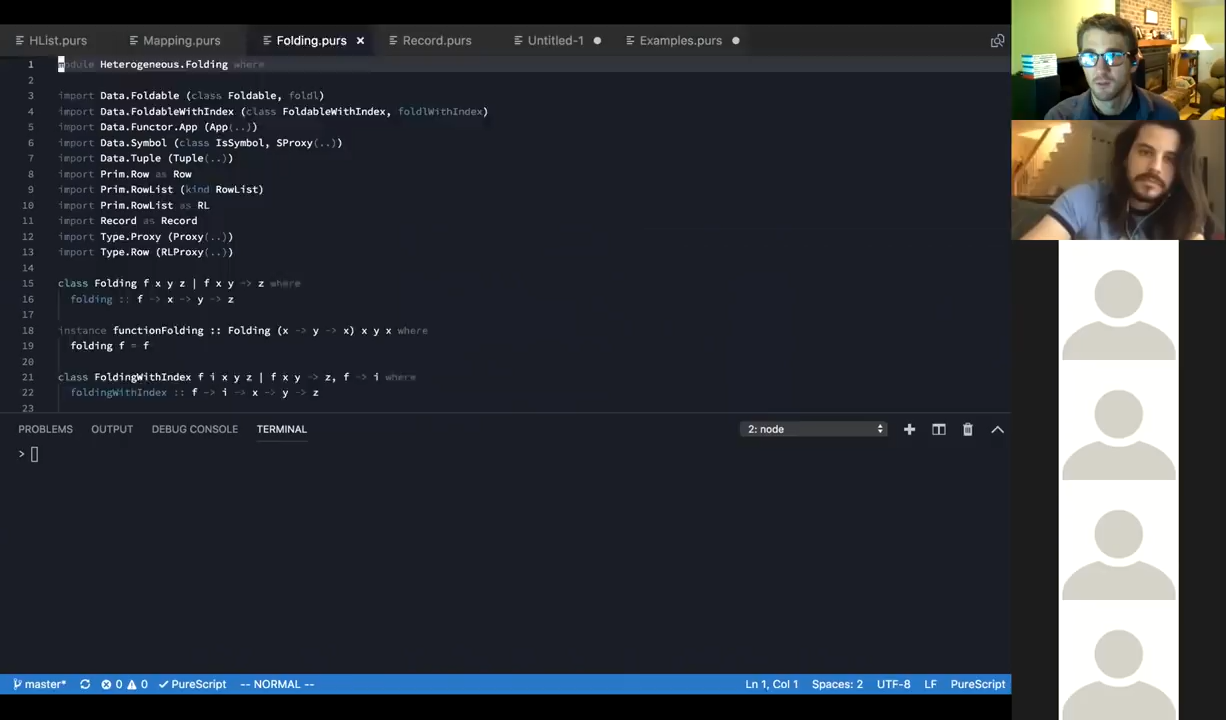 HList.purs Mapping.purs Folding.purs × Record.purs Untitled-1 Examples.purs
1 module Heterogeneous.Folding where
2
3 import Data.Foldable (class Foldable, foldl)
4 import Data.FoldableWithIndex (class FoldableWithIndex, foldlWithIndex)
5 import Data.Functor.App (App(..))
6 import Data.Symbol (class IsSymbol, SProxy(..))
7 import Data.Tuple (Tuple(..))
8 import Prim.Row as Row
9 import Prim.RowList (kind RowList)
10 import Prim.RowList as RL
11 import Record as Record
12 import Type.Proxy (Proxy(..))
13 import Type.Row (RLProxy(..))
14
15 class Folding f x y z | f x y -> z where
16 folding :: f -> x -> y -> z
17
18 instance functionFolding :: Folding (x -> y -> x) x y x where
19 folding f = f
20
21 class FoldingWithIndex f i x y z | f x y -> z, f -> i where
22 foldingWithIndex :: f -> i -> x -> y -> z
23
PROBLEMS OUTPUT DEBUG CONSOLE TERMINAL 2: node
>
master* 0 0 PureScript -- NORMAL -- Ln 1, Col 1 Spaces: 2 UTF-8 LF PureScript